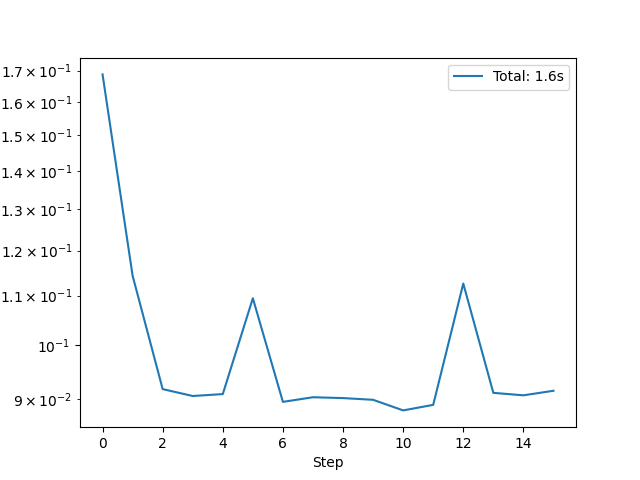 Total: 1.6s
1.7 × 10⁻¹
1.6 × 10⁻¹
1.5 × 10⁻¹
1.4 × 10⁻¹
1.3 × 10⁻¹
1.2 × 10⁻¹
1.1 × 10⁻¹
10⁻¹
9 × 10⁻²
0 2 4 6 8 10 12 14
Step